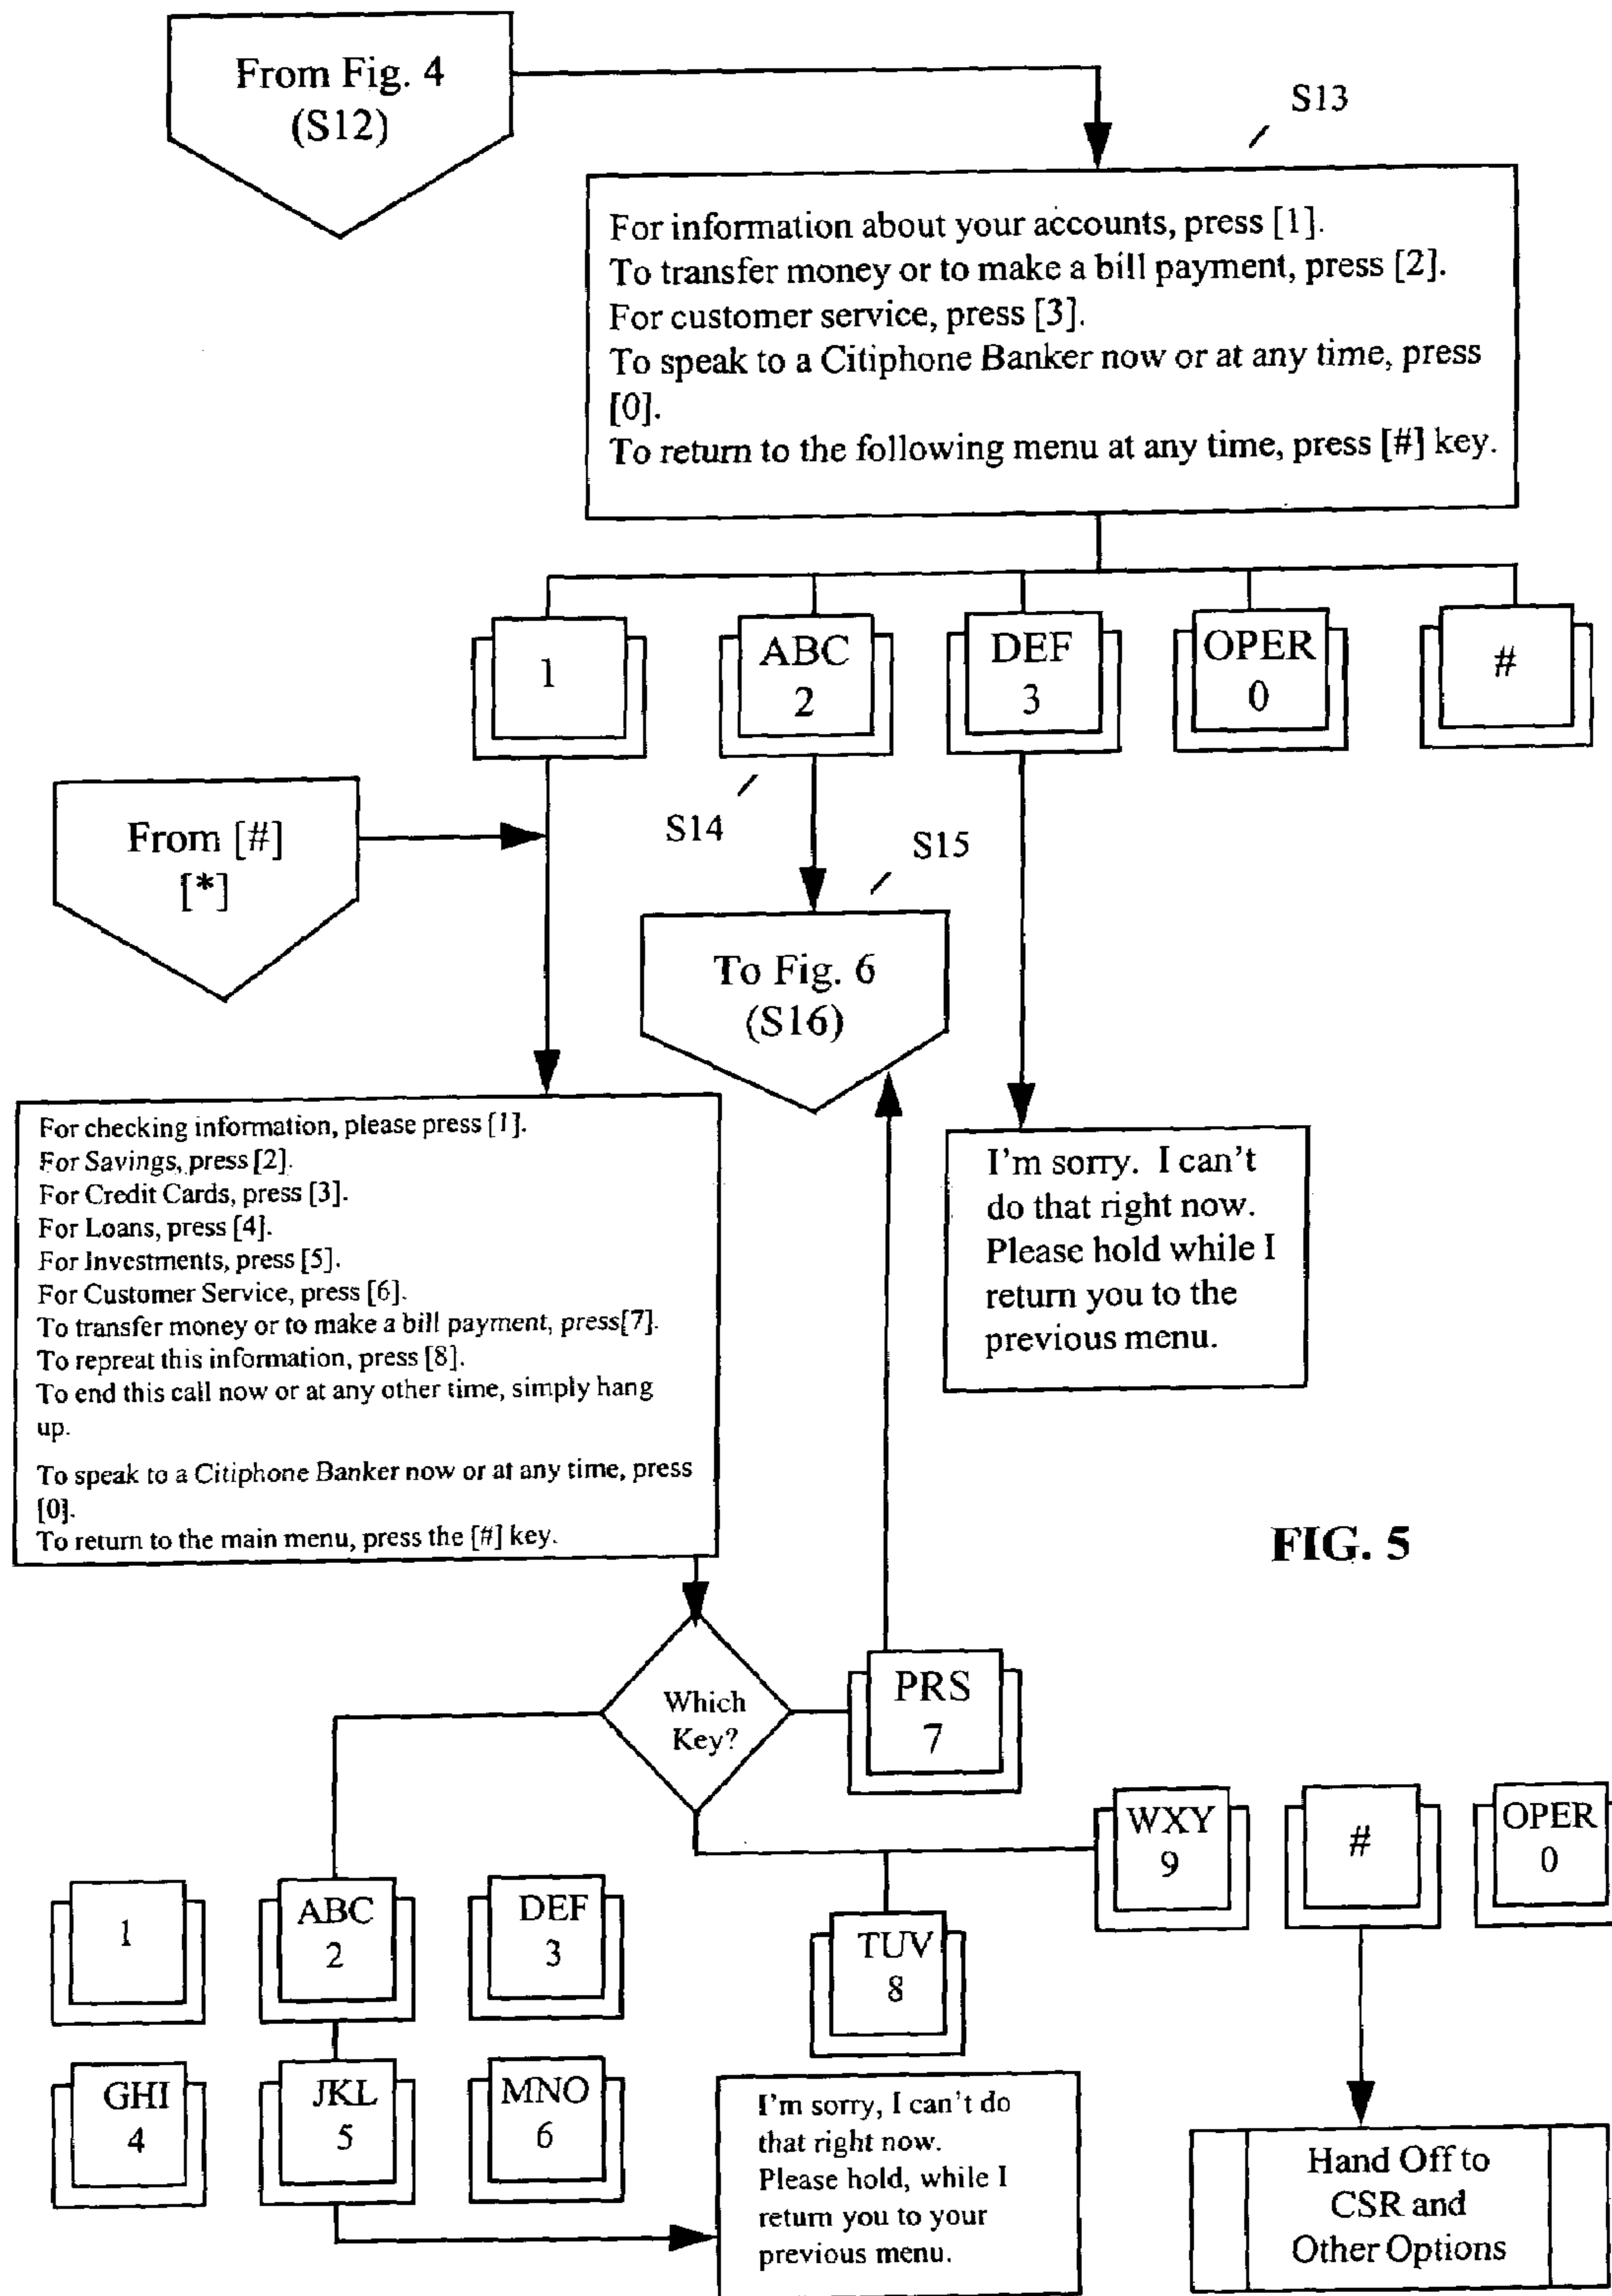 From Fig. 4
(S12)
S13
For information about your accounts, press [1].
To transfer money or to make a bill payment, press [2].
For customer service, press [3].
To speak to a Citiphone Banker now or at any time, press
[0].
To return to the following menu at any time, press [#] key.
1
ABC
2
DEF
3
OPER
0
#
From [#]
[*]
S14
S15
To Fig. 6
(S16)
For checking information, please press [1].
For Savings, press [2].
For Credit Cards, press [3].
For Loans, press [4].
For Investments, press [5].
For Customer Service, press [6].
To transfer money or to make a bill payment, press[7].
To repreat this information, press [8].
To end this call now or at any other time, simply hang
up.
To speak to a Citiphone Banker now or at any time, press
[0].
To return to the main menu, press the [#] key.
I'm sorry. I can't
do that right now.
Please hold while I
return you to the
previous menu.
FIG. 5
Which
Key?
PRS
7
WXY
9
#
OPER
0
1
ABC
2
DEF
3
TUV
8
GHI
4
JKL
5
MNO
6
I'm sorry, I can't do
that right now.
Please hold, while I
return you to your
previous menu.
Hand Off to
CSR and
Other Options